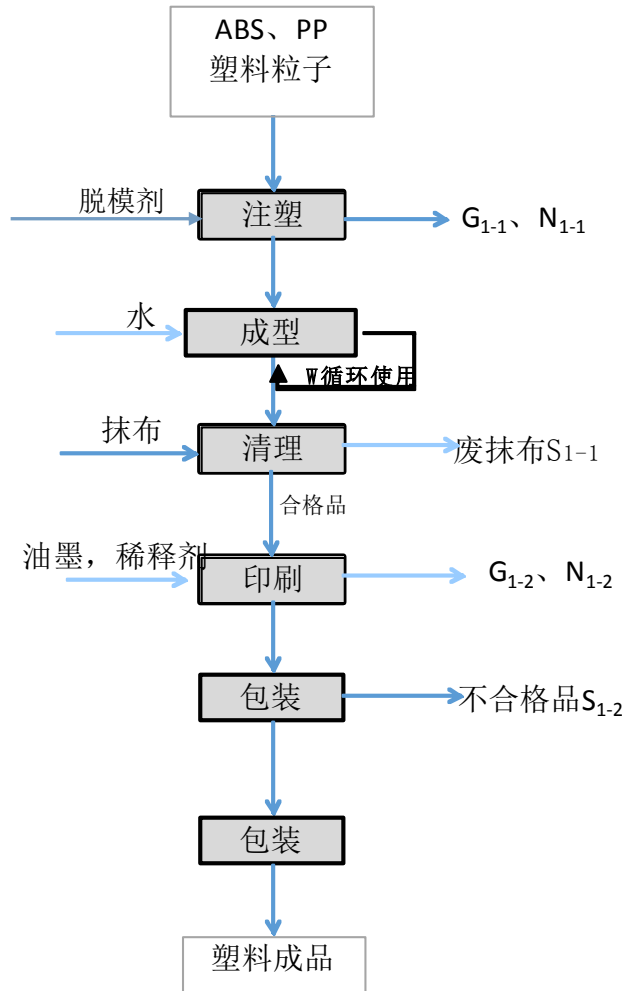 ABS、PP
塑料粒子
脱模剂
注塑
G1-1、N1-1
水
成型
W循环使用
抹布
清理
废抹布S1-1
合格品
油墨，稀释剂
印刷
G1-2、N1-2
包装
不合格品S1-2
包装
塑料成品